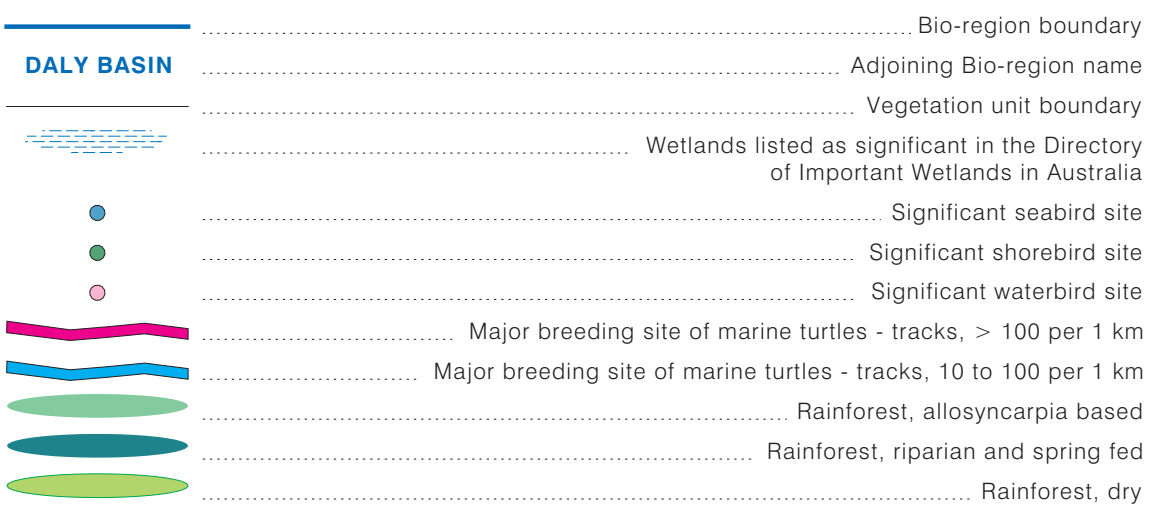 Bio-region boundary
DALY BASIN Adjoining Bio-region name
Vegetation unit boundary
Wetlands listed as significant in the Directory
of Important Wetlands in Australia
Significant seabird site
Significant shorebird site
Significant waterbird site
Major breeding site of marine turtles - tracks, > 100 per 1 km
Major breeding site of marine turtles - tracks, 10 to 100 per 1 km
Rainforest, allosyncarpia based
Rainforest, riparian and spring fed
Rainforest, dry